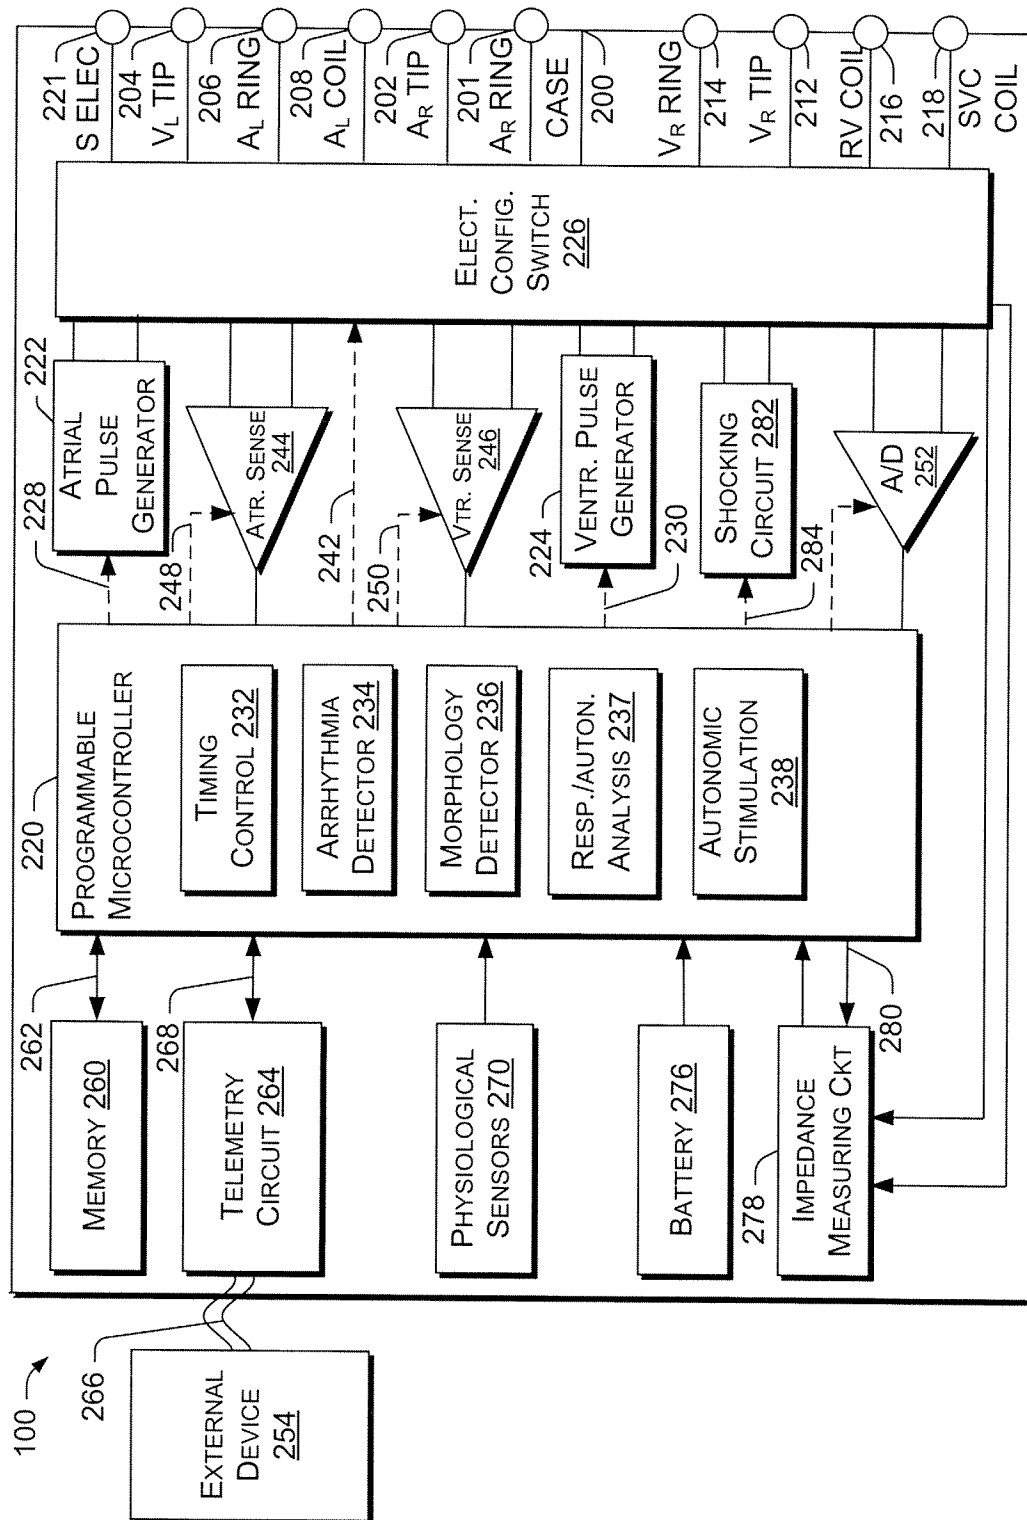 221
S ELEC
204
VL TIP
206
AL RING
208
AL COIL
202
AR TIP
201
AR RING
CASE
200
VR RING
214
VR TIP
212
RV COIL
216
218
SVC
COIL
ELECT.
CONFIG.
SWITCH
226
222
ATRIAL
PULSE
GENERATOR
228
ATR. SENSE
244
248
242
VTR. SENSE
246
250
224
VENTR. PULSE
GENERATOR
230
SHOCKING
CIRCUIT 282
284
A/D
252
220
PROGRAMMABLE
MICROCONTROLLER
TIMING
CONTROL 232
ARRHYTHMIA
DETECTOR 234
MORPHOLOGY
DETECTOR 236
RESP./AUTON.
ANALYSIS 237
AUTONOMIC
STIMULATION
238
262
268
280
MEMORY 260
TELEMETRY
CIRCUIT 264
PHYSIOLOGICAL
SENSORS 270
BATTERY 276
278
IMPEDANCE
MEASURING CKT
100
266
EXTERNAL
DEVICE
254